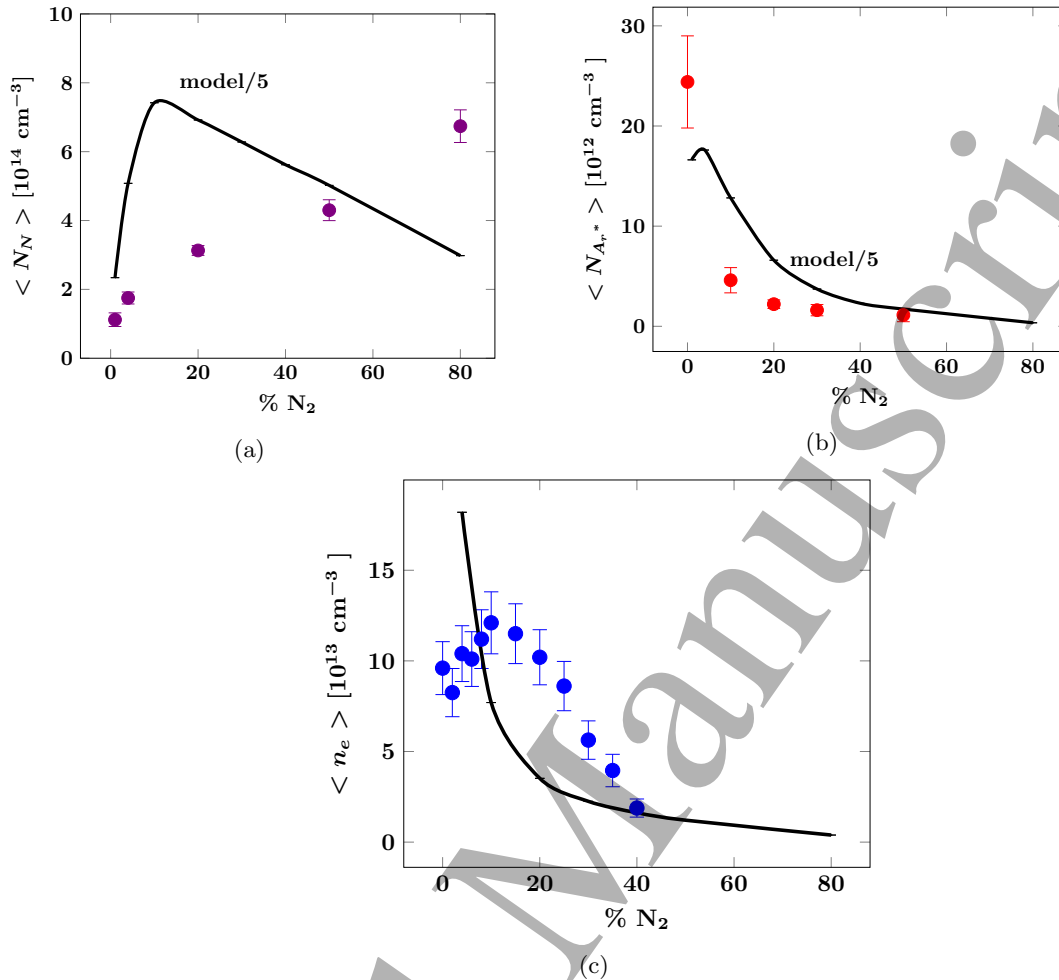 10
8
6
4
2
0
< N_N > [10^14 cm^−3]
model/5
0 20 40 60 80
% N₂
(a)
30
20
10
0
< N_{A_r*} > [10^12 cm^−3]
model/5
0 20 40 60 80
% N₂
(b)
15
10
5
0
< n_e > [10^13 cm^−3 ]
0 20 40 60 80
% N₂
(c)
Manuscri